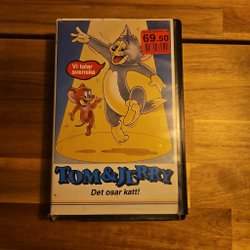 69.50
Vi talar
svenska
TOM & JERRY
Det osar katt!